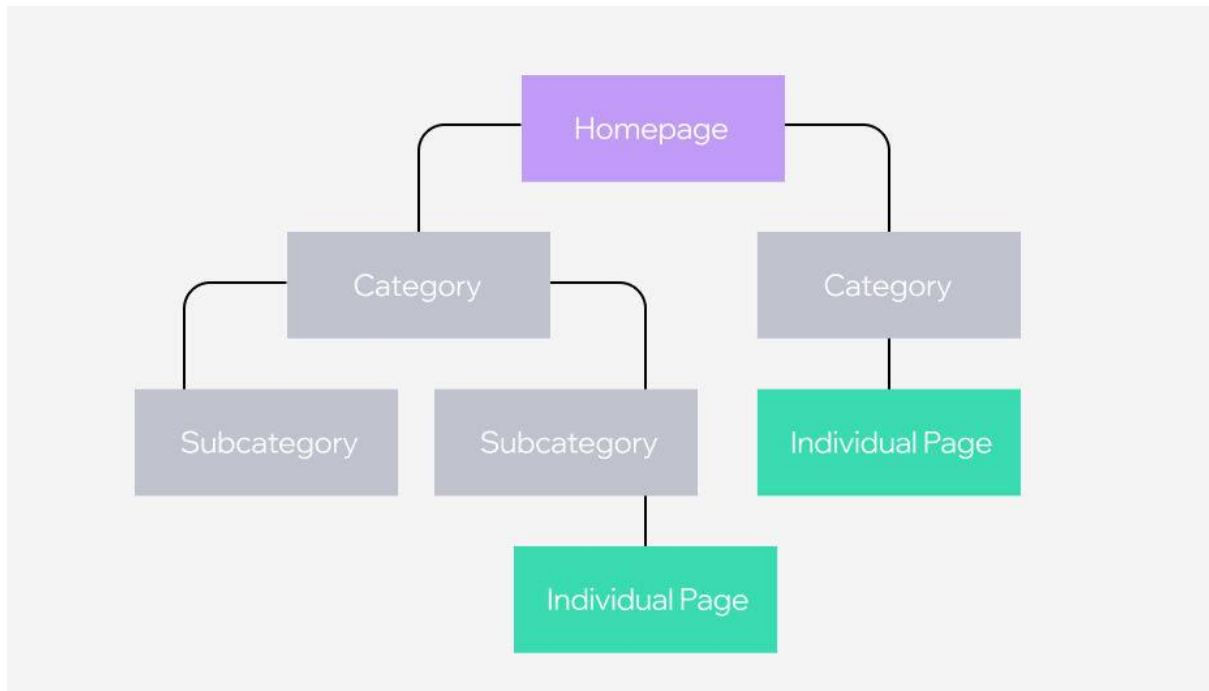 Homepage
Category
Category
Subcategory
Subcategory
Individual Page
Individual Page